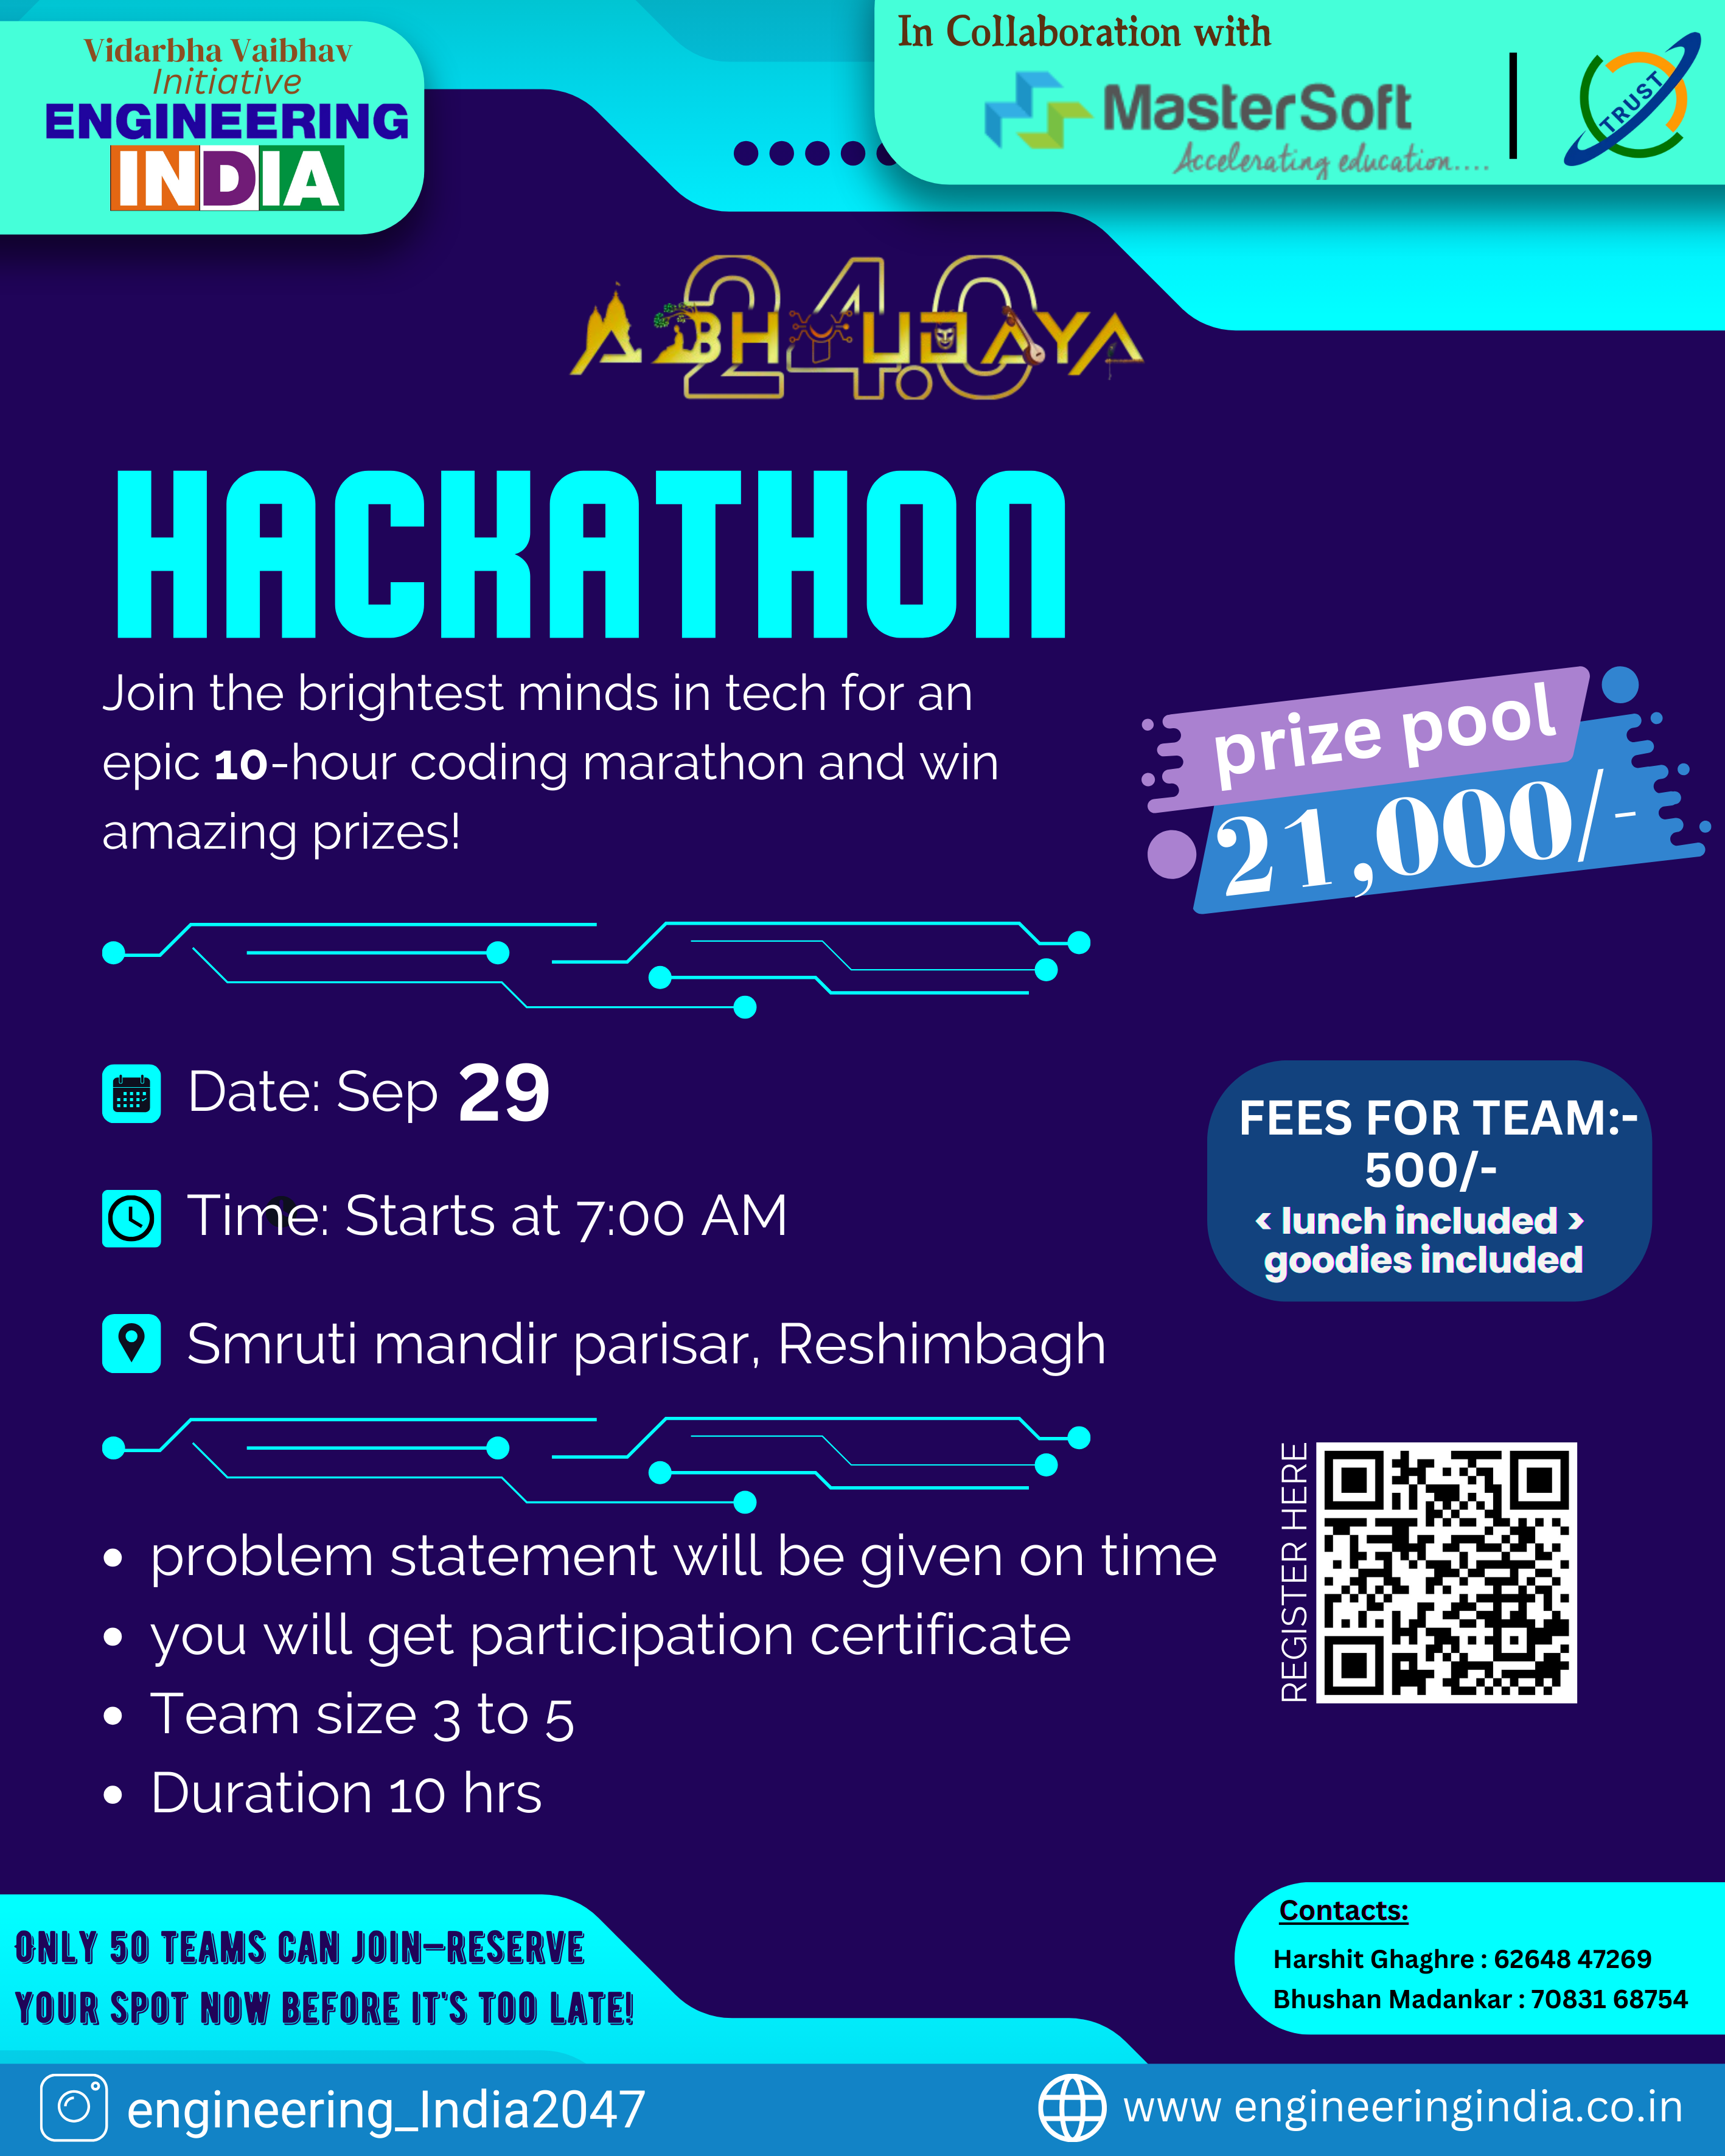 Vidarbha Vaibhav
Initiative
ENGINEERING
INDIA
In Collaboration with
MasterSoft
Accelerating education....
TRUST
24.0
ABHYUDAYA
HACKATHON
Join the brightest minds in tech for an
epic 10-hour coding marathon and win
amazing prizes!
prize pool
21,000/-
Date: Sep 29
Time: Starts at 7:00 AM
Smruti mandir parisar, Reshimbagh
FEES FOR TEAM:-
500/-
< lunch included >
goodies included
REGISTER HERE
• problem statement will be given on time
• you will get participation certificate
• Team size 3 to 5
• Duration 10 hrs
ONLY 50 TEAMS CAN JOIN—RESERVE
YOUR SPOT NOW BEFORE IT'S TOO LATE!
Contacts:
Harshit Ghaghre : 62648 47269
Bhushan Madankar : 70831 68754
engineering_India2047
www engineeringindia.co.in